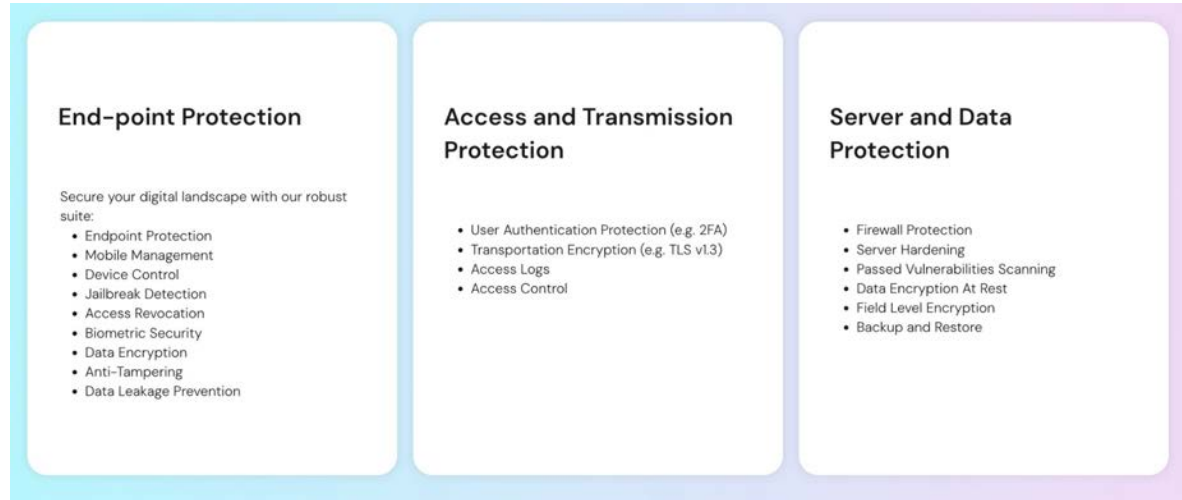 End-point Protection
Secure your digital landscape with our robust
suite:
• Endpoint Protection
• Mobile Management
• Device Control
• Jailbreak Detection
• Access Revocation
• Biometric Security
• Data Encryption
• Anti-Tampering
• Data Leakage Prevention
Access and Transmission
Protection
• User Authentication Protection (e.g. 2FA)
• Transportation Encryption (e.g. TLS v1.3)
• Access Logs
• Access Control
Server and Data
Protection
• Firewall Protection
• Server Hardening
• Passed Vulnerabilities Scanning
• Data Encryption At Rest
• Field Level Encryption
• Backup and Restore